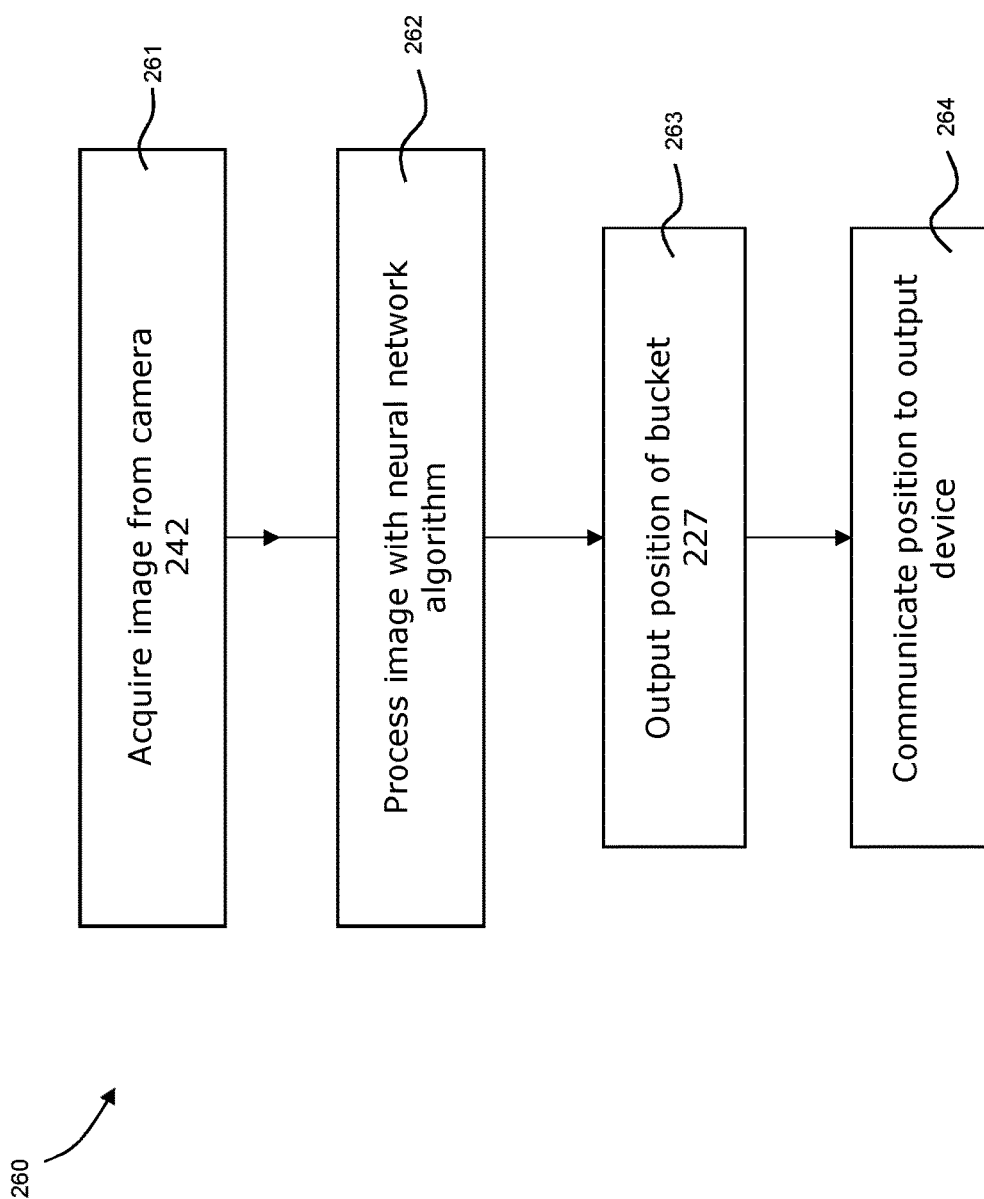 260
Acquire image from camera
242
261
Process image with neural network
algorithm
262
Output position of bucket
227
263
Communicate position to output
device
264